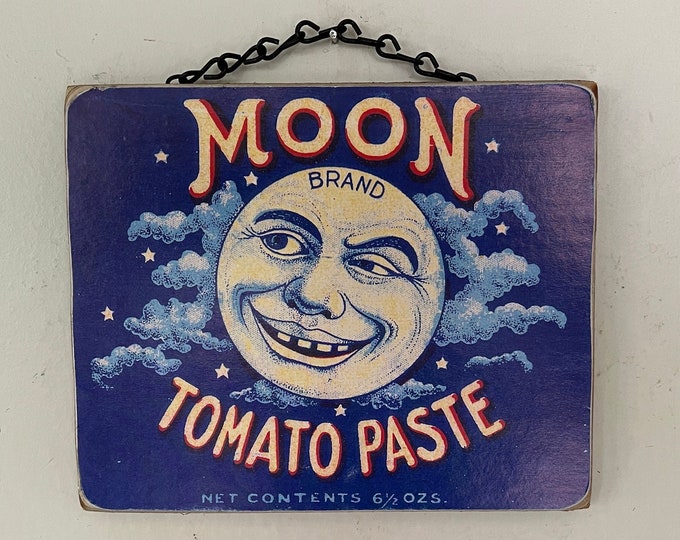 MOON
BRAND
TOMATO PASTE
NET CONTENTS 6½ OZS.